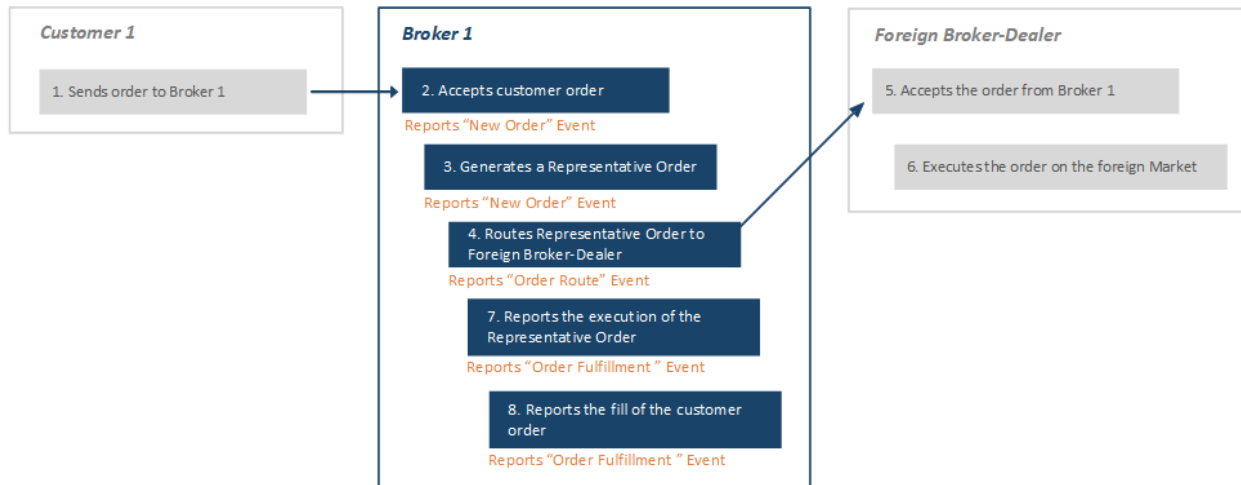 Customer 1
1. Sends order to Broker 1
Broker 1
2. Accepts customer order
Reports “New Order” Event
3. Generates a Representative Order
Reports “New Order” Event
4. Routes Representative Order to
Foreign Broker-Dealer
Reports “Order Route” Event
7. Reports the execution of the
Representative Order
Reports “Order Fulfillment ” Event
8. Reports the fill of the customer
order
Reports “Order Fulfillment ” Event
Foreign Broker-Dealer
5. Accepts the order from Broker 1
6. Executes the order on the foreign Market